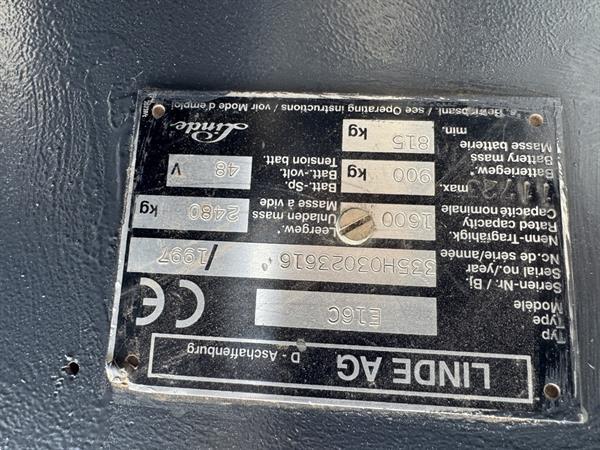 LINDE AG
D - Aschaffenburg
Typ
Type
Modèle
E16C
CE
Serien-Nr. / Bj.
Serial no./year
No.de série/année
335H03023616 /1997
Nenn-Tragfähigk.
Rated capacity
Capacité nominale
1600
Leergew.*
Unladen mass
Masse à vide
2480 kg
Batteriegew.*
Battery mass
Masse batterie
max. 900 kg
min. 815 kg
Batt.-Sp.
Batt.-volt.
Tension batt.
48 V
Betriebsanl. / see Operating instructions / voir Mode d'emploi
Linde